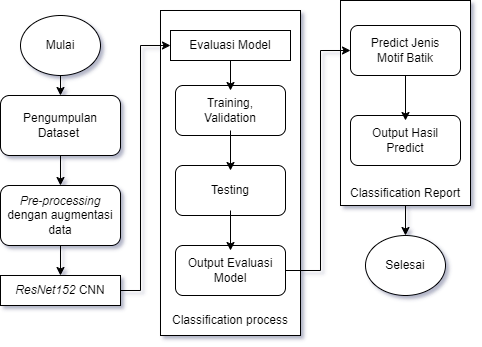 Mulai
Pengumpulan
Dataset
Pre-processing
dengan augmentasi
data
ResNet152 CNN
Evaluasi Model
Training,
Validation
Testing
Output Evaluasi
Model
Classification process
Predict Jenis
Motif Batik
Output Hasil
Predict
Classification Report
Selesai